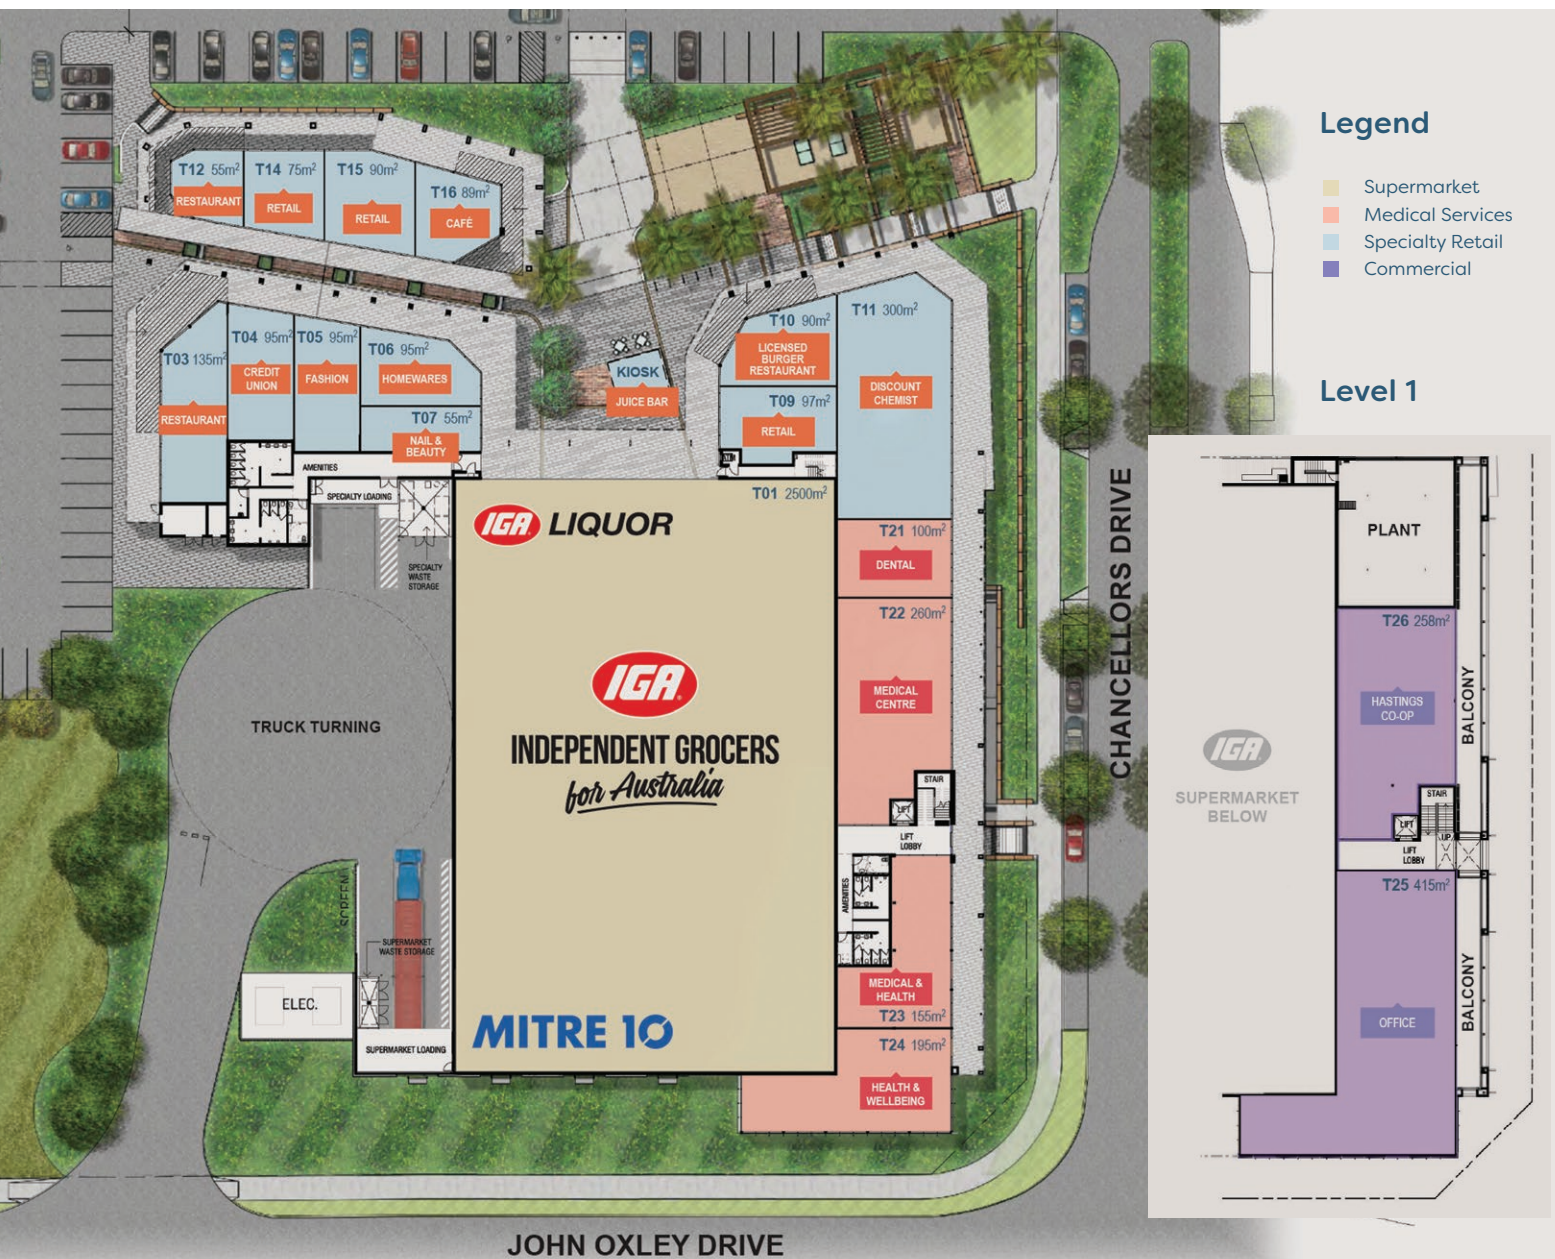 T12 55m²
RESTAURANT
T14 75m²
RETAIL
T15 90m²
RETAIL
T16 89m²
CAFÉ
T03 135m²
RESTAURANT
T04 95m²
CREDIT
UNION
T05 95m²
FASHION
T06 95m²
HOMEWARES
T07 55m²
NAIL &
BEAUTY
KIOSK
JUICE BAR
T10 90m²
LICENSED
BURGER
RESTAURANT
T09 97m²
RETAIL
T11 300m²
DISCOUNT
CHEMIST
AMENITIES
SPECIALTY LOADING
SPECIALTY
WASTE
STORAGE
T01 2500m²
IGA LIQUOR
IGA
INDEPENDENT GROCERS
for Australia
MITRE 10
T21 100m²
DENTAL
T22 260m²
MEDICAL
CENTRE
STAIR
LIFT
LIFT
LOBBY
AMENITIES
MEDICAL &
HEALTH
T23 155m²
T24 195m²
HEALTH &
WELLBEING
TRUCK TURNING
SCREEN
SUPERMARKET
WASTE STORAGE
ELEC.
SUPERMARKET LOADING
CHANCELLORS DRIVE
JOHN OXLEY DRIVE
Legend
Supermarket
Medical Services
Specialty Retail
Commercial
Level 1
PLANT
T26 258m²
HASTINGS
CO-OP
BALCONY
IGA
SUPERMARKET
BELOW
STAIR
LIFT
UP
LIFT
LOBBY
T25 415m²
OFFICE
BALCONY